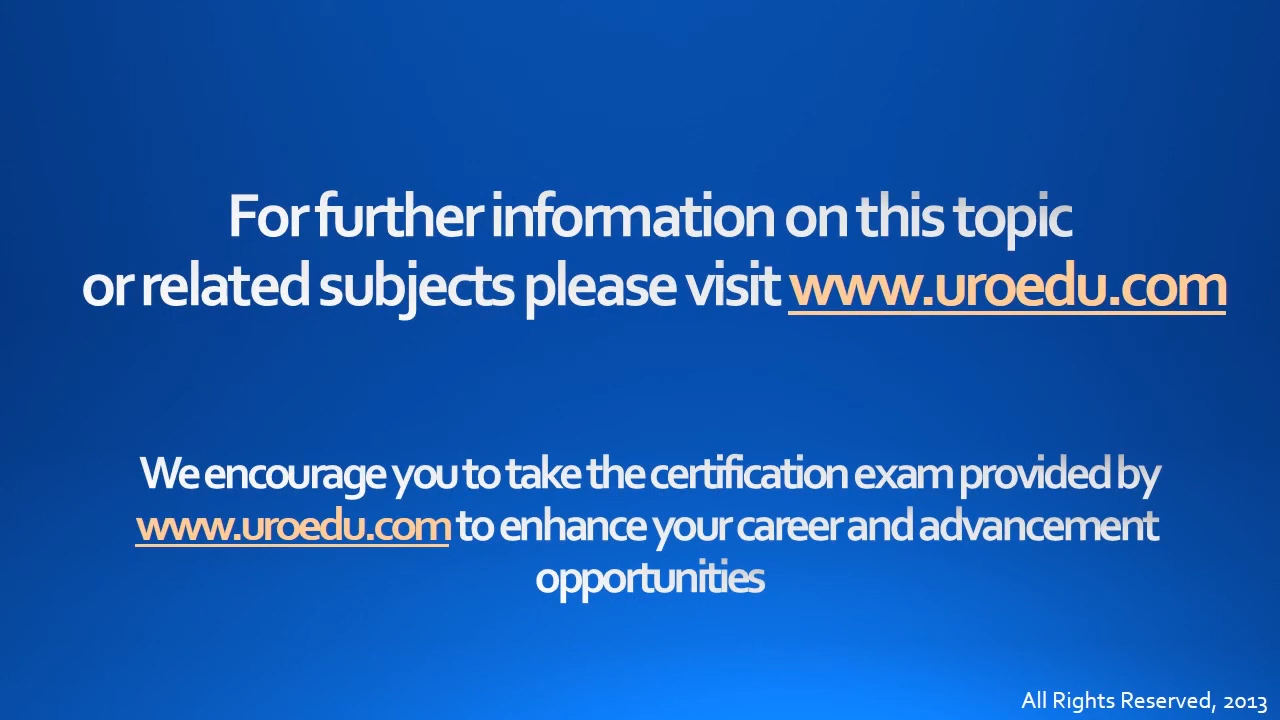 For further information on this topic
or related subjects please visit www.uroedu.com
We encourage you to take the certification exam provided by
www.uroedu.com to enhance your career and advancement
opportunities
All Rights Reserved, 2013